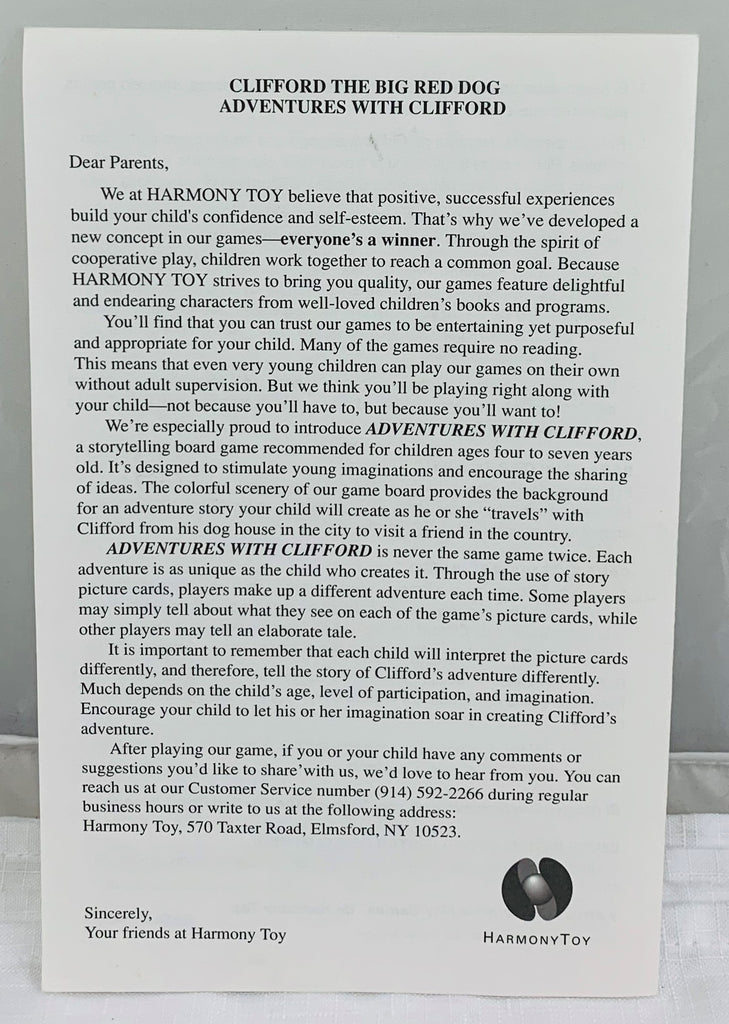 CLIFFORD THE BIG RED DOG
ADVENTURES WITH CLIFFORD
Dear Parents,
We at HARMONY TOY believe that positive, successful experiences
build your child's confidence and self-esteem. That's why we've developed a
new concept in our games—everyone's a winner. Through the spirit of
cooperative play, children work together to reach a common goal. Because
HARMONY TOY strives to bring you quality, our games feature delightful
and endearing characters from well-loved children's books and programs.
You'll find that you can trust our games to be entertaining yet purposeful
and appropriate for your child. Many of the games require no reading.
This means that even very young children can play our games on their own
without adult supervision. But we think you'll be playing right along with
your child—not because you'll have to, but because you'll want to!
We're especially proud to introduce ADVENTURES WITH CLIFFORD,
a storytelling board game recommended for children ages four to seven years
old. It's designed to stimulate young imaginations and encourage the sharing
of ideas. The colorful scenery of our game board provides the background
for an adventure story your child will create as he or she “travels” with
Clifford from his dog house in the city to visit a friend in the country.
ADVENTURES WITH CLIFFORD is never the same game twice. Each
adventure is as unique as the child who creates it. Through the use of story
picture cards, players make up a different adventure each time. Some players
may simply tell about what they see on each of the game's picture cards, while
other players may tell an elaborate tale.
It is important to remember that each child will interpret the picture cards
differently, and therefore, tell the story of Clifford's adventure differently.
Much depends on the child's age, level of participation, and imagination.
Encourage your child to let his or her imagination soar in creating Clifford's
adventure.
After playing our game, if you or your child have any comments or
suggestions you'd like to share with us, we'd love to hear from you. You can
reach us at our Customer Service number (914) 592-2266 during regular
business hours or write to us at the following address:
Harmony Toy, 570 Taxter Road, Elmsford, NY 10523.
Sincerely,
Your friends at Harmony Toy
HARMONYTOY